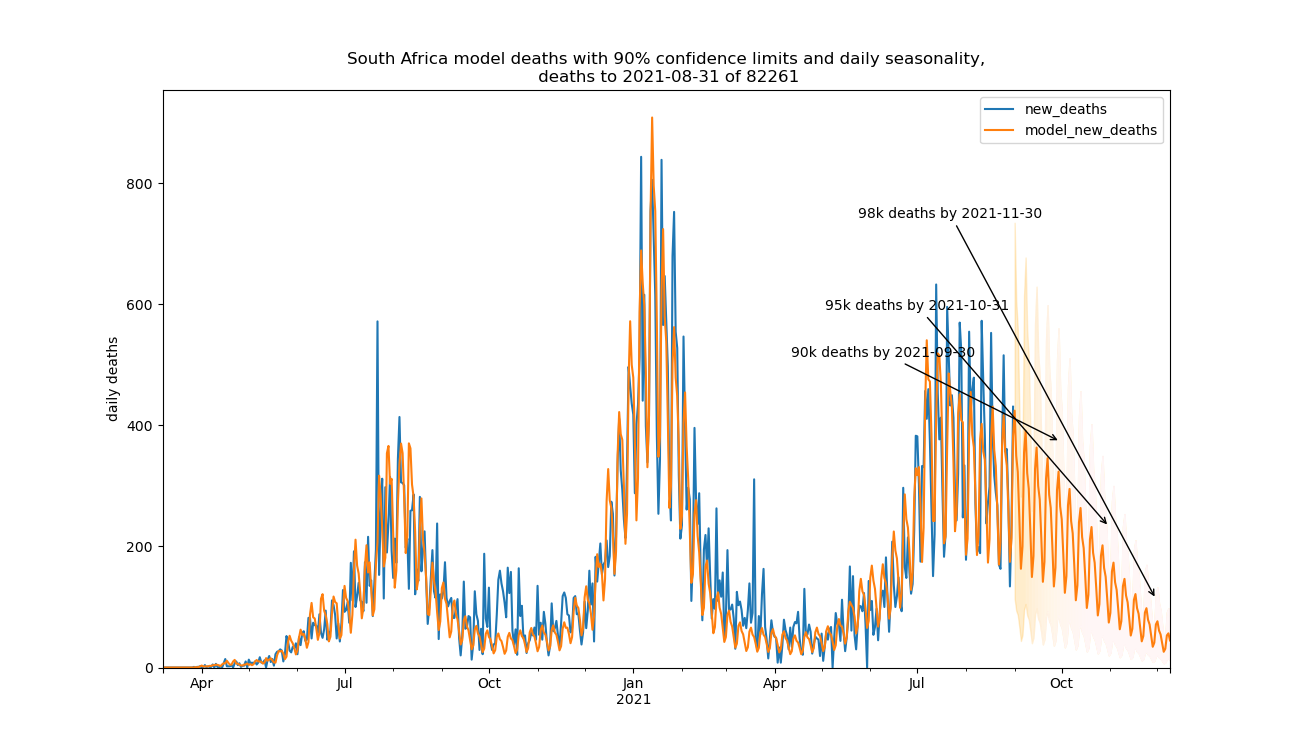 South Africa model deaths with 90% confidence limits and daily seasonality,
deaths to 2021-08-31 of 82261
new_deaths
model_new_deaths
800
98k deaths by 2021-11-30
600
95k deaths by 2021-10-31
90k deaths by 2021-09-30
daily deaths
400
200
0
Apr
Jul
Oct
Jan
2021
Apr
Jul
Oct